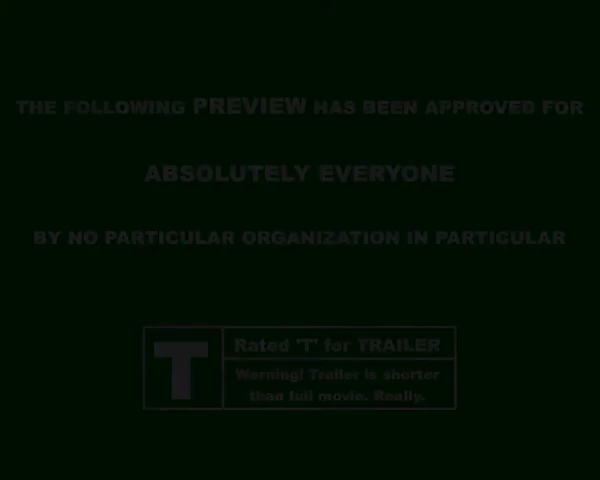 THE FOLLOWING PREVIEW HAS BEEN APPROVED FOR
ABSOLUTELY EVERYONE
BY NO PARTICULAR ORGANIZATION IN PARTICULAR
T
Rated 'T' for TRAILER
Warning! Trailer is shorter
than full movie. Really.